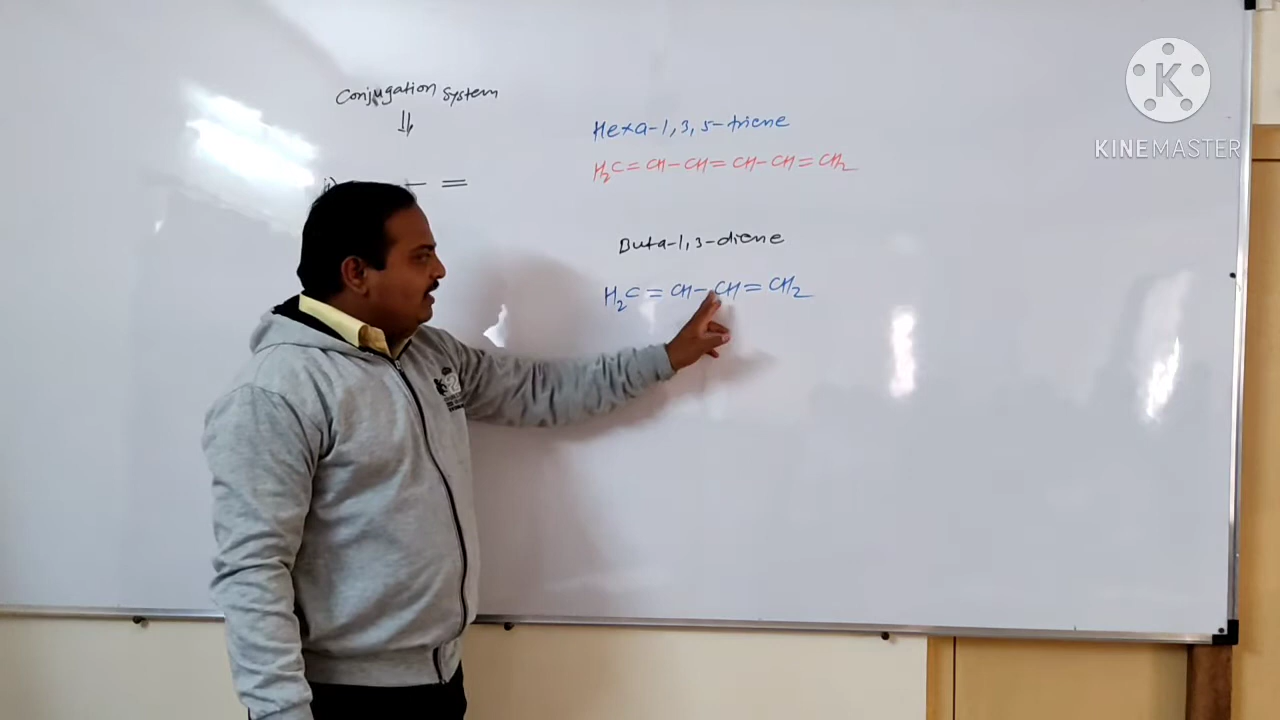 Conjugation System
⇓
i) = – =
Hexa-1,3,5-triene
H₂C=CH-CH=CH-CH=CH₂
Buta-1,3-diene
H₂C=CH-CH=CH₂
K
KINEMASTER